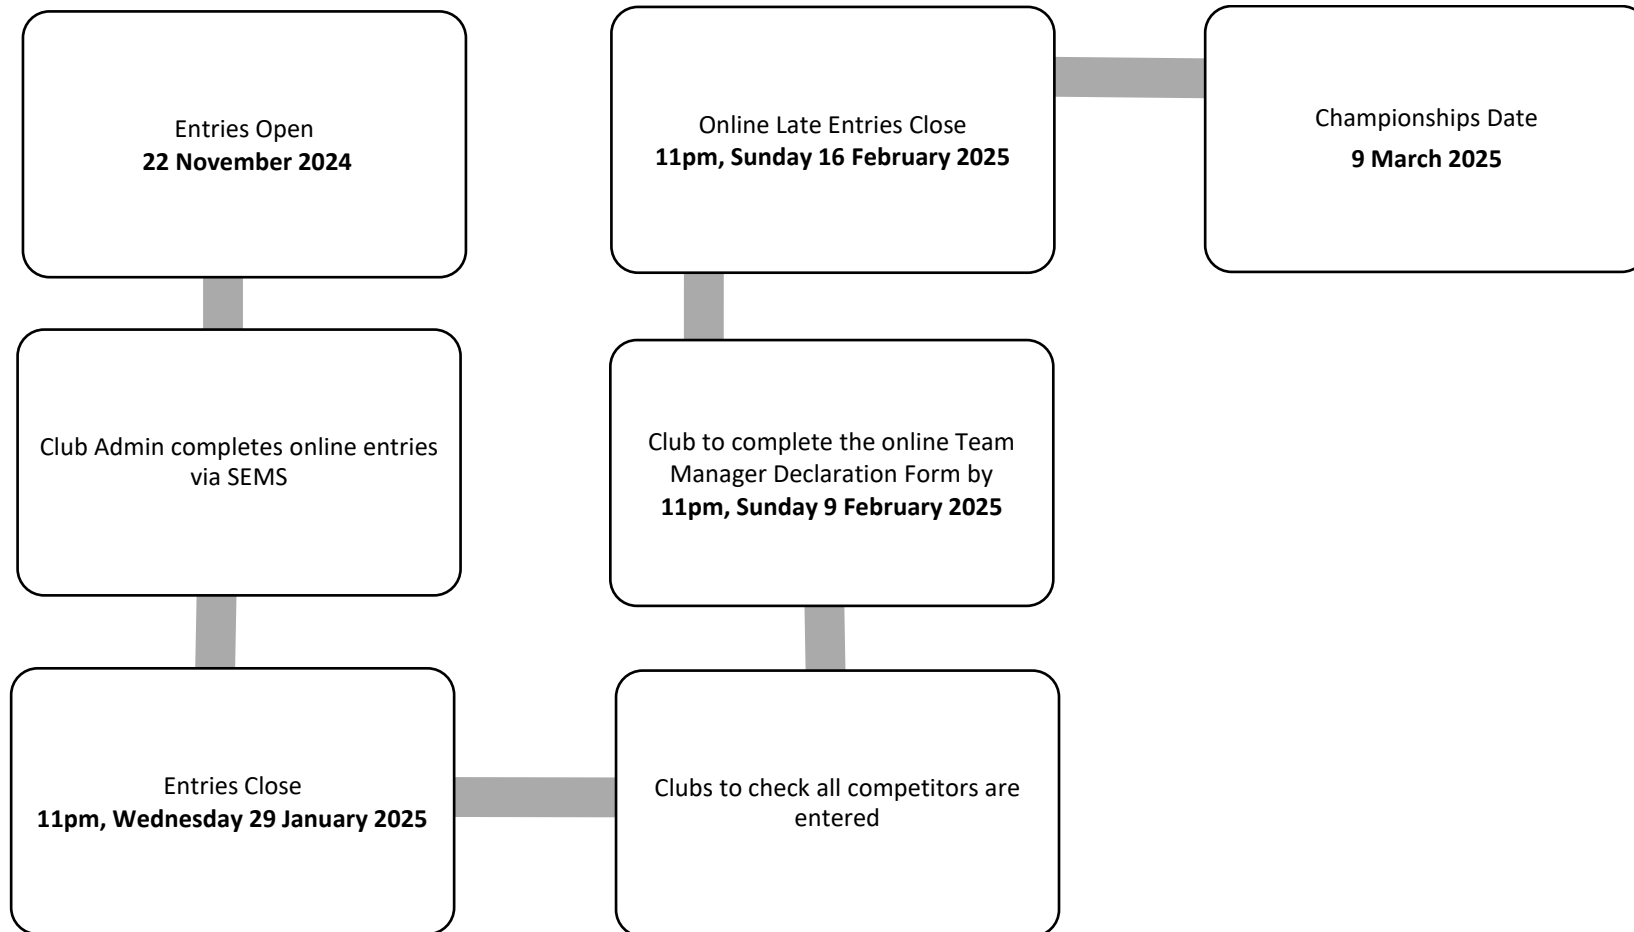 Entries Open
22 November 2024
Club Admin completes online entries
via SEMS
Entries Close
11pm, Wednesday 29 January 2025
Clubs to check all competitors are
entered
Club to complete the online Team
Manager Declaration Form by
11pm, Sunday 9 February 2025
Online Late Entries Close
11pm, Sunday 16 February 2025
Championships Date
9 March 2025